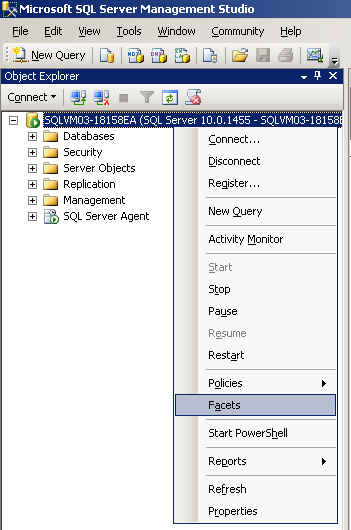 Microsoft SQL Server Management Studio
File Edit View Tools Window Community Help
New Query
Object Explorer
Connect
SQLVM03-18158EA (SQL Server 10.0.1455 - SQLVM03-18158E
Databases
Security
Server Objects
Replication
Management
SQL Server Agent
Connect...
Disconnect
Register...
New Query
Activity Monitor
Start
Stop
Pause
Resume
Restart
Policies
Facets
Start PowerShell
Reports
Refresh
Properties